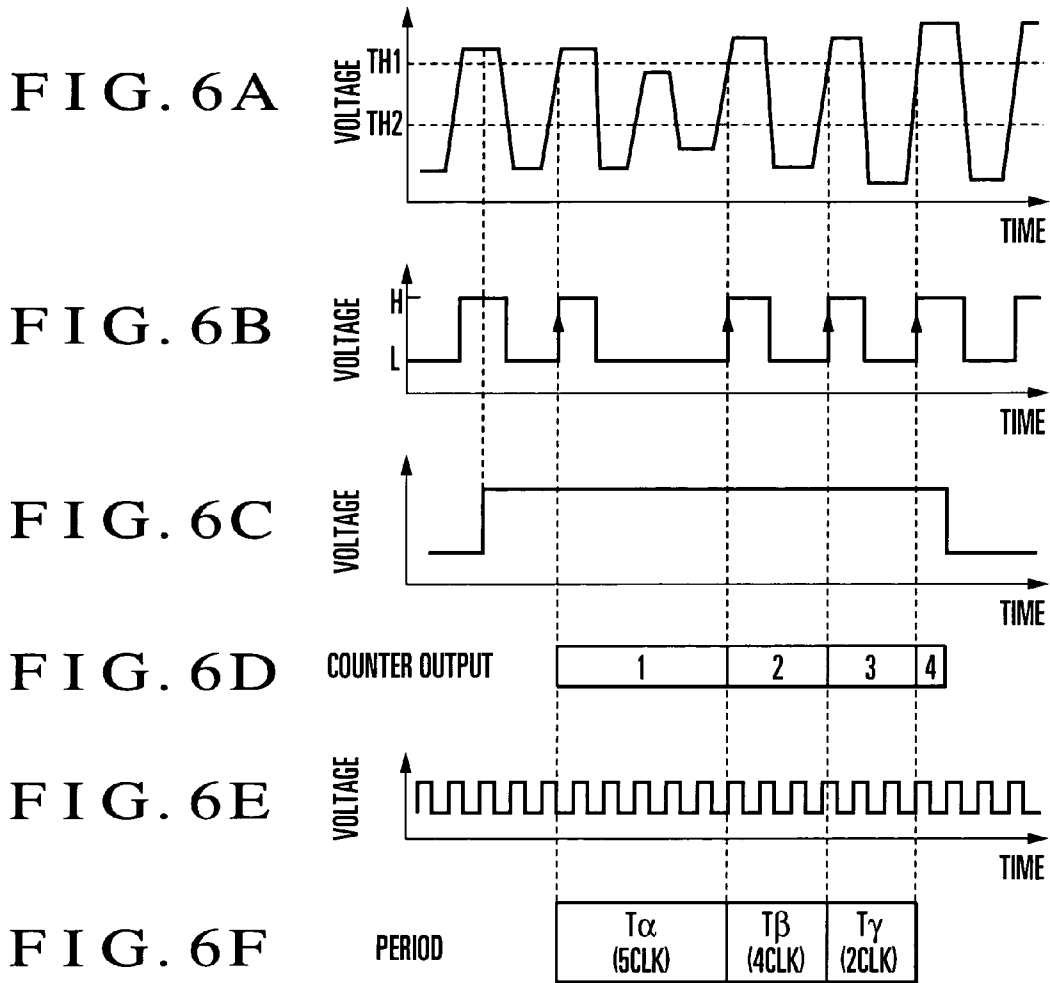 FIG. 6A
VOLTAGE
TH1
TH2
TIME
FIG. 6B
VOLTAGE
H
L
TIME
FIG. 6C
VOLTAGE
TIME
FIG. 6D
COUNTER OUTPUT
1
2
3
4
FIG. 6E
VOLTAGE
TIME
FIG. 6F
PERIOD
Tα
(5CLK)
Tβ
(4CLK)
Tγ
(2CLK)